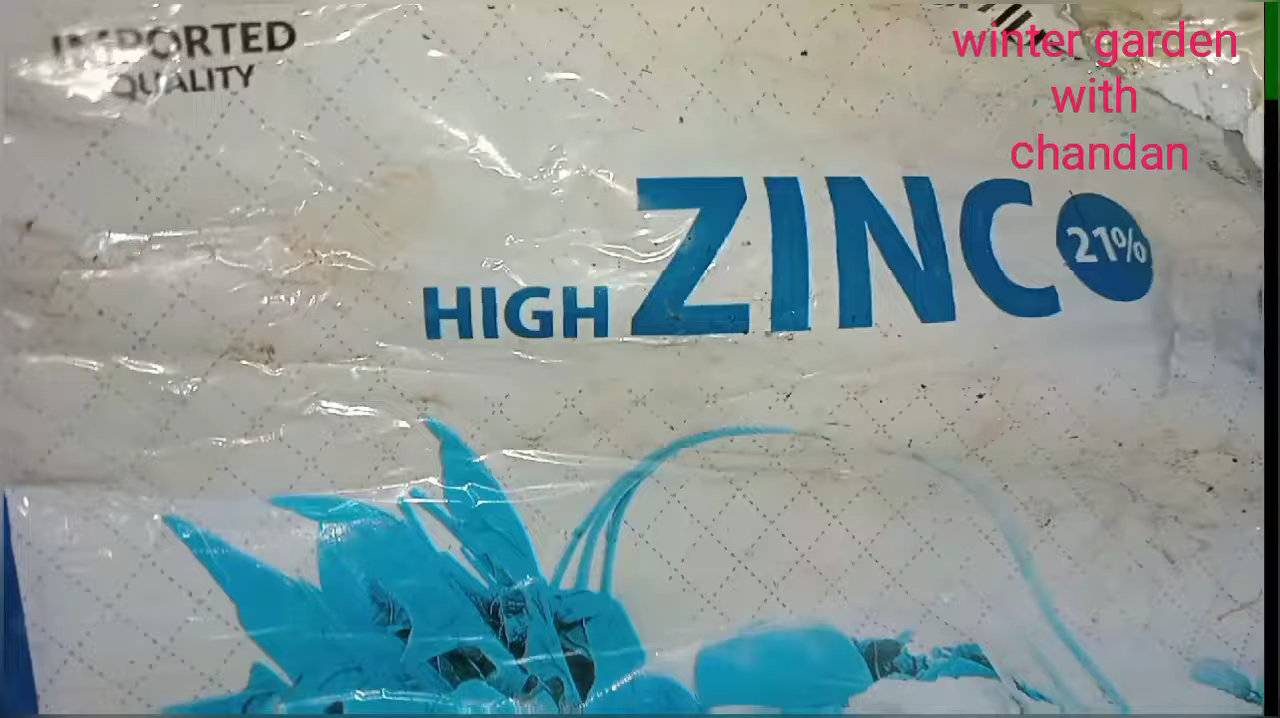 IMPORTED
QUALITY
winter garden
with
chandan
HIGH ZINC 21%